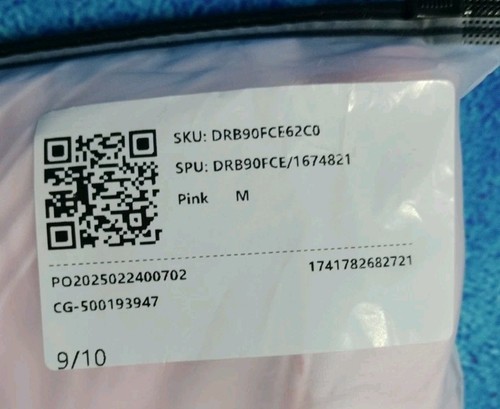 SKU: DRB90FCE62C0
SPU: DRB90FCE/1674821
Pink M
PO2025022400702 1741782682721
CG-500193947
9/10